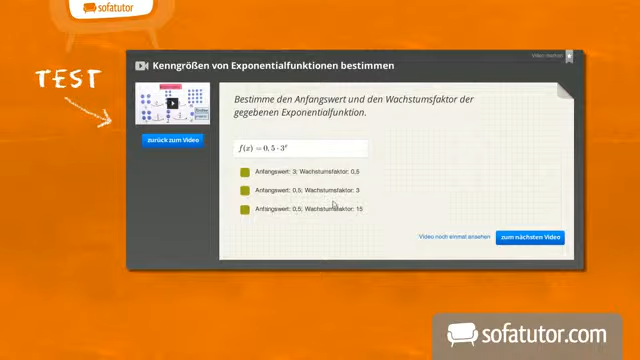 sofatutor
TEST
Kenngrößen von Exponentialfunktionen bestimmen
zurück zum Video
Bestimme den Anfangswert und den Wachstumsfaktor der
gegebenen Exponentialfunktion.
f(x) = 0,5 · 3ˣ
Anfangswert: 3; Wachstumsfaktor: 0,5
Anfangswert: 0,5; Wachstumsfaktor: 3
Anfangswert: 0,5; Wachstumsfaktor: 15
Video noch einmal ansehen
zum nächsten Video
sofatutor.com